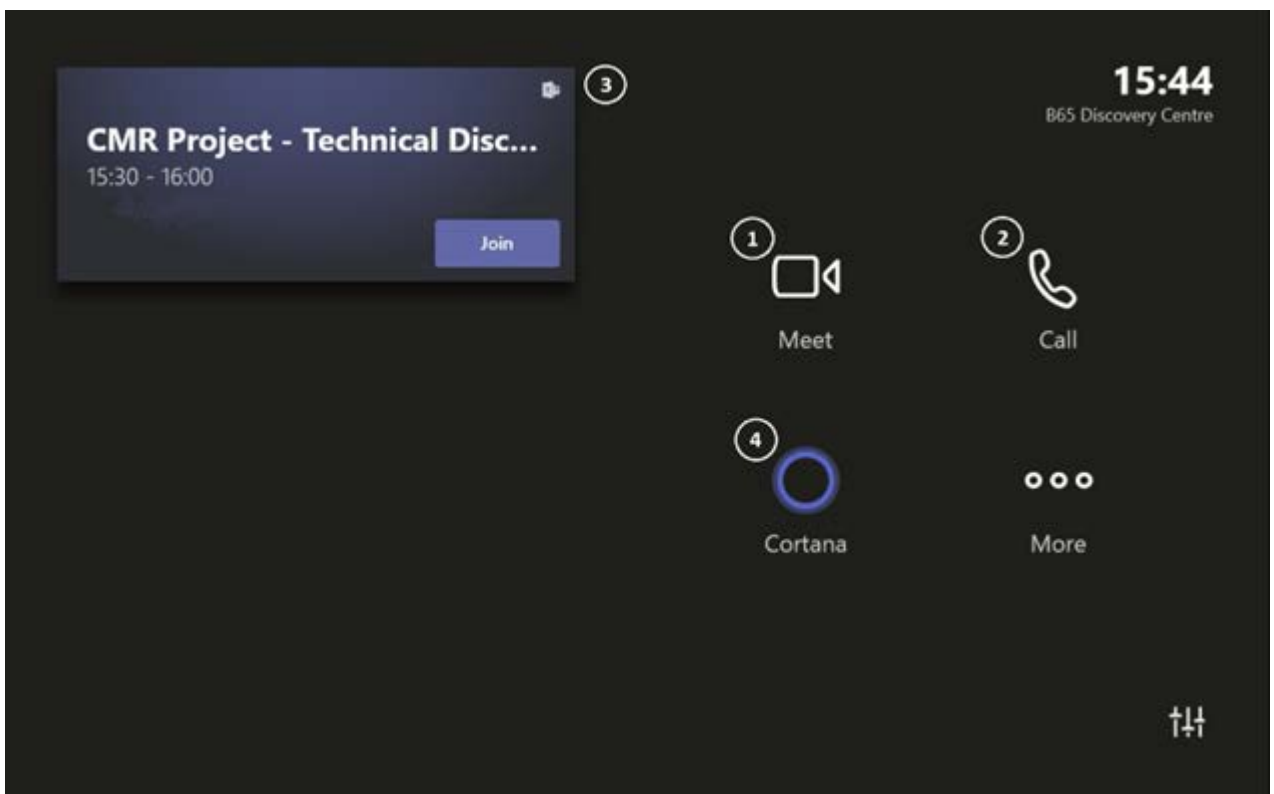 3
CMR Project - Technical Disc...
15:30 - 16:00
Join
15:44
B65 Discovery Centre
1
Meet
2
Call
4
Cortana
More